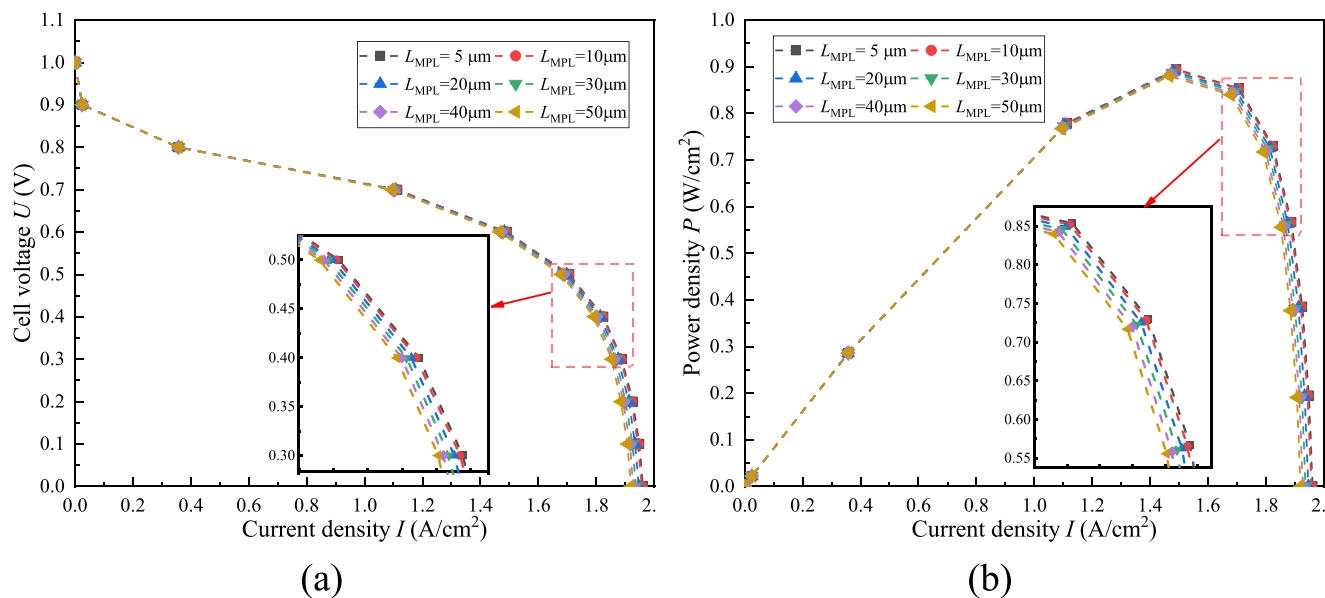 1.1
1.0
0.9
0.8
0.7
0.6
0.5
0.4
0.3
0.2
0.1
0.0
Cell voltage U (V)
L_MPL= 5 μm
L_MPL=10μm
L_MPL=20μm
L_MPL=30μm
L_MPL=40μm
L_MPL=50μm
0.50
0.45
0.40
0.35
0.30
0.0 0.2 0.4 0.6 0.8 1.0 1.2 1.4 1.6 1.8 2.
Current density I (A/cm²)
(a)
1.0
0.9
0.8
0.7
0.6
0.5
0.4
0.3
0.2
0.1
0.0
Power density P (W/cm²)
L_MPL= 5 μm
L_MPL=10μm
L_MPL=20μm
L_MPL=30μm
L_MPL=40μm
L_MPL=50μm
0.85
0.80
0.75
0.70
0.65
0.60
0.55
0.0 0.2 0.4 0.6 0.8 1.0 1.2 1.4 1.6 1.8 2.
Current density I (A/cm²)
(b)